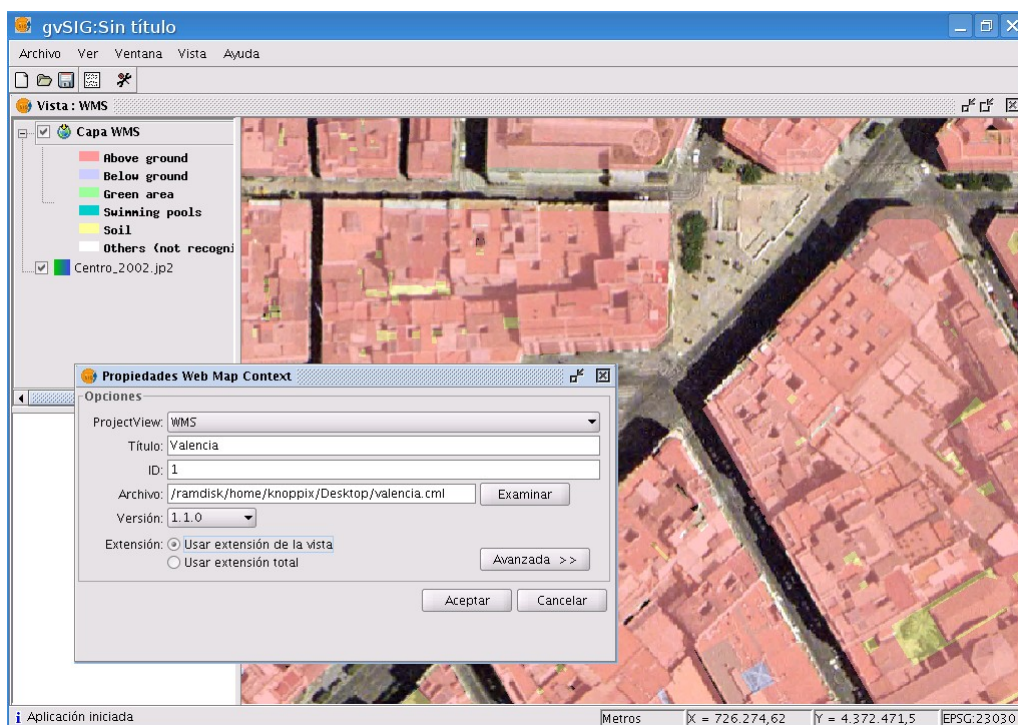 gvSIG:Sin título
Archivo Ver Ventana Vista Ayuda
Vista : WMS
Capa WMS
Above ground
Below ground
Green area
Swimming pools
Soil
Others (not recogni
Centro_2002.jp2
Propiedades Web Map Context
Opciones
ProjectView: WMS
Título: Valencia
ID: 1
Archivo: /ramdisk/home/knoppix/Desktop/valencia.cml Examinar
Versión: 1.1.0
Extensión: Usar extensión de la vista
Usar extensión total
Avanzada >>
Aceptar Cancelar
Aplicación iniciada Metros X = 726.274,62 Y = 4.372.471,5 EPSG:23030